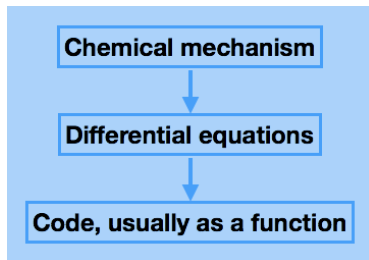 Chemical mechanism
Differential equations
Code, usually as a function